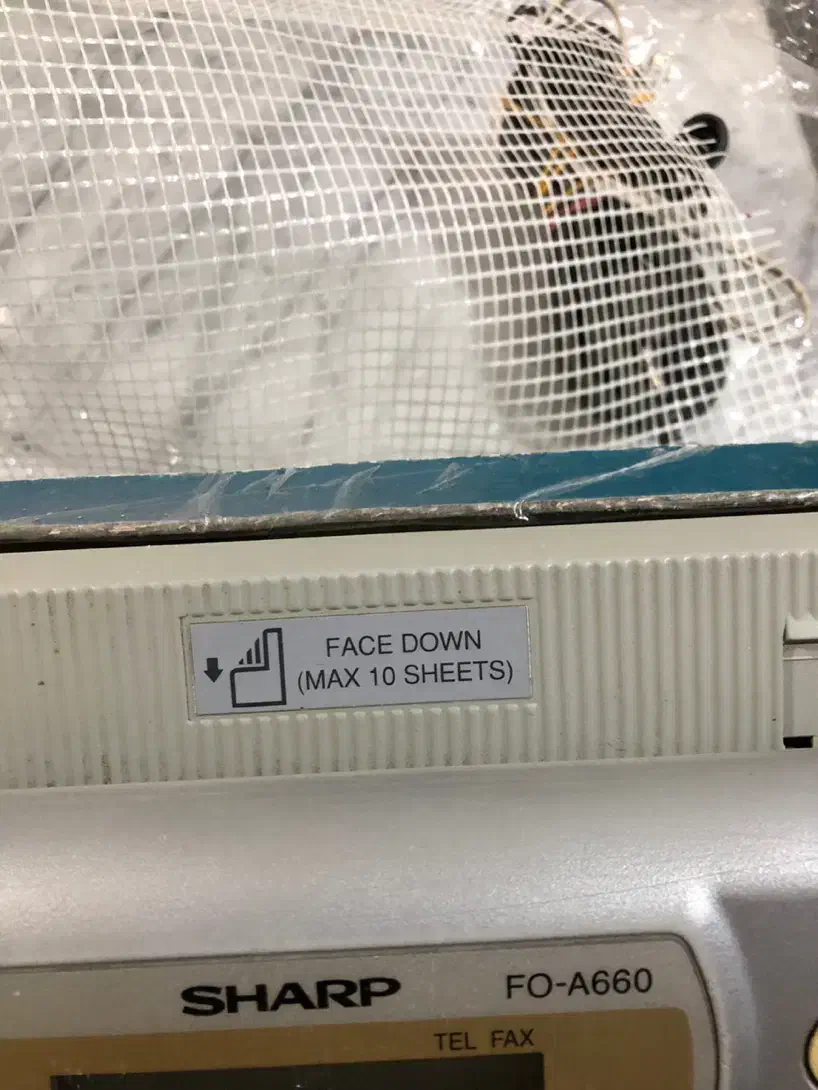 FACE DOWN
(MAX 10 SHEETS)
SHARP FO-A660
TEL FAX